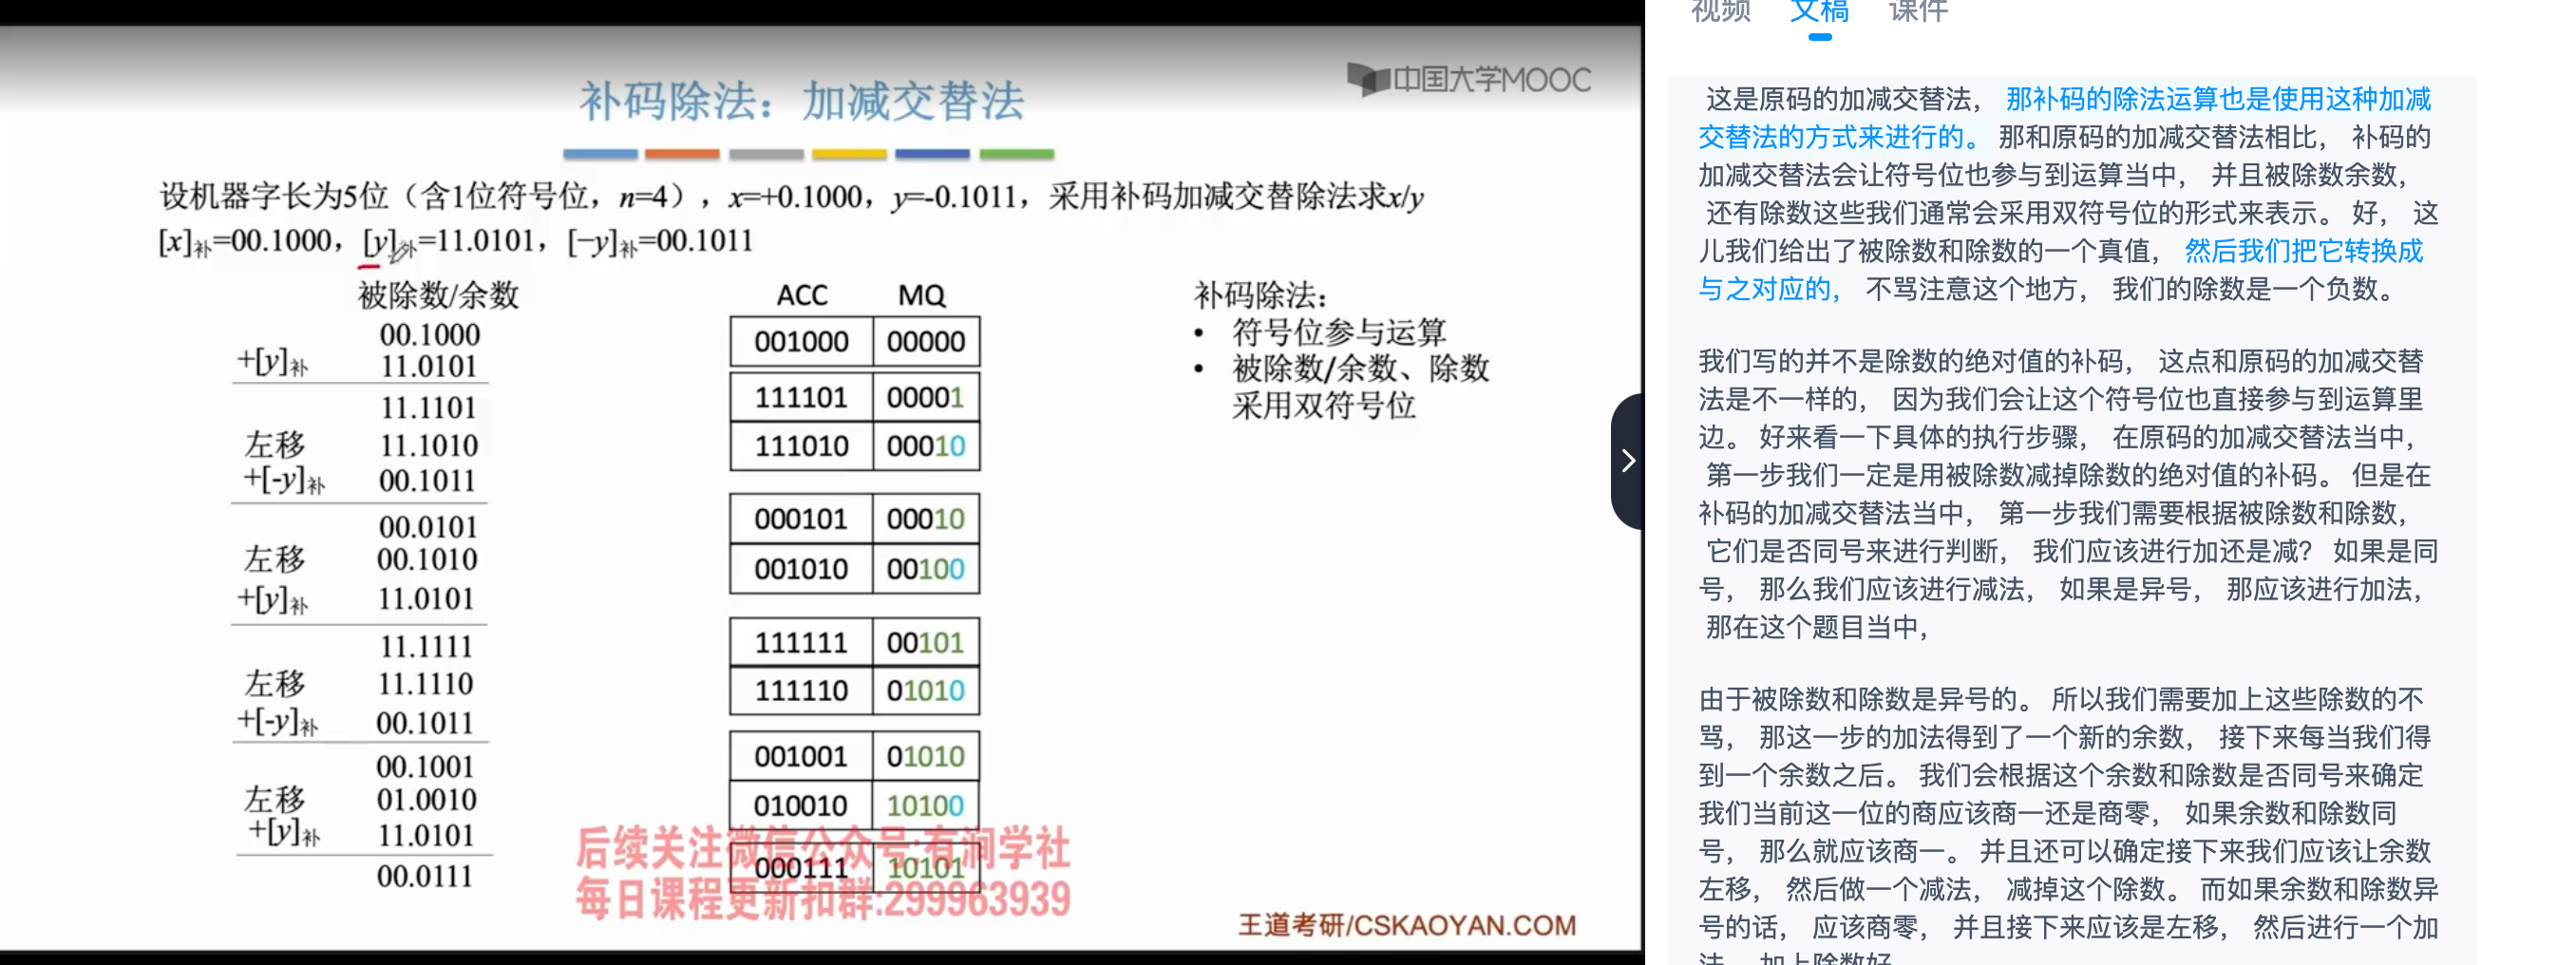 中国大学MOOC
补码除法：加减交替法
设机器字长为5位（含1位符号位，n=4），x=+0.1000，y=-0.1011，采用补码加减交替除法求x/y
[x]补=00.1000，[y]补=11.0101，[−y]补=00.1011
被除数/余数
00.1000
+[y]补 11.0101
11.1101
左移 11.1010
+[-y]补 00.1011
00.0101
左移 00.1010
+[y]补 11.0101
11.1111
左移 11.1110
+[-y]补 00.1011
00.1001
左移 01.0010
+[y]补 11.0101
00.0111
ACC MQ
001000 00000
111101 00001
111010 00010
000101 00010
001010 00100
111111 00101
111110 01010
001001 01010
010010 10100
000111 10101
补码除法：
• 符号位参与运算
• 被除数/余数、除数
采用双符号位
后续关注微信公众号:有润学社
每日课程更新扣群:299963939
王道考研/CSKAOYAN.COM
视频 文稿 课件
这是原码的加减交替法， 那补码的除法运算也是使用这种加减
交替法的方式来进行的。 那和原码的加减交替法相比， 补码的
加减交替法会让符号位也参与到运算当中， 并且被除数余数，
还有除数这些我们通常会采用双符号位的形式来表示。 好， 这
儿我们给出了被除数和除数的一个真值， 然后我们把它转换成
与之对应的， 不骂注意这个地方， 我们的除数是一个负数。
我们写的并不是除数的绝对值的补码， 这点和原码的加减交替
法是不一样的， 因为我们会让这个符号位也直接参与到运算里
边。 好来看一下具体的执行步骤， 在原码的加减交替法当中，
第一步我们一定是用被除数减掉除数的绝对值的补码。 但是在
补码的加减交替法当中， 第一步我们需要根据被除数和除数，
它们是否同号来进行判断， 我们应该进行加还是减？ 如果是同
号， 那么我们应该进行减法， 如果是异号， 那应该进行加法，
那在这个题目当中，
由于被除数和除数是异号的。 所以我们需要加上这些除数的不
骂， 那这一步的加法得到了一个新的余数， 接下来每当我们得
到一个余数之后。 我们会根据这个余数和除数是否同号来确定
我们当前这一位的商应该商一还是商零， 如果余数和除数同
号， 那么就应该商一。 并且还可以确定接下来我们应该让余数
左移， 然后做一个减法， 减掉这个除数。 而如果余数和除数异
号的话， 应该商零， 并且接下来应该是左移， 然后进行一个加
法， 加上除数好